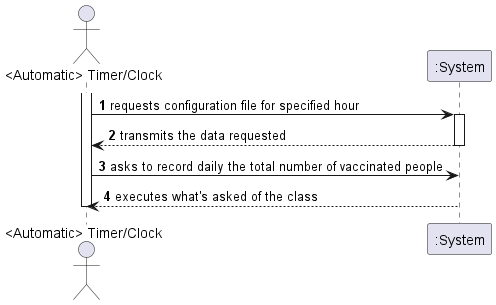 <Automatic> Timer/Clock
:System
1 requests configuration file for specified hour
2 transmits the data requested
3 asks to record daily the total number of vaccinated people
4 executes what's asked of the class
<Automatic> Timer/Clock
:System